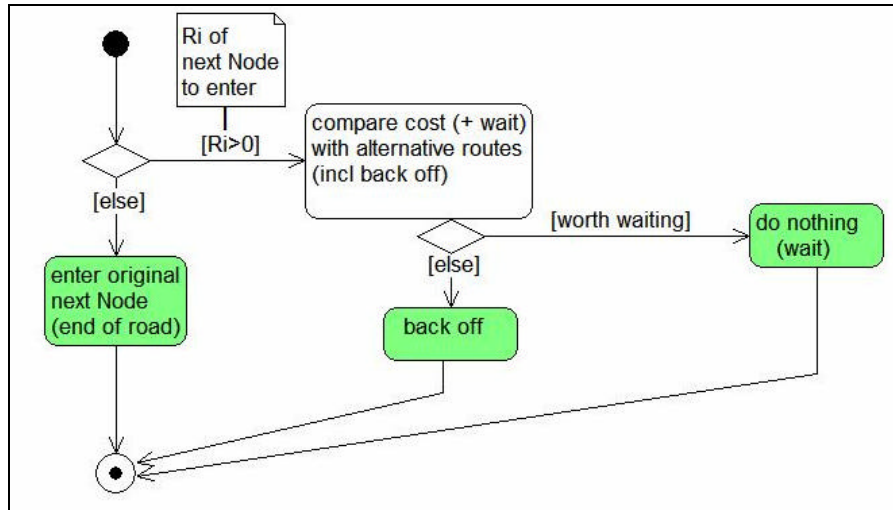 Ri of
next Node
to enter
[Ri>0]
compare cost (+ wait)
with alternative routes
(incl back off)
[else]
[worth waiting]
do nothing
(wait)
[else]
enter original
next Node
(end of road)
back off